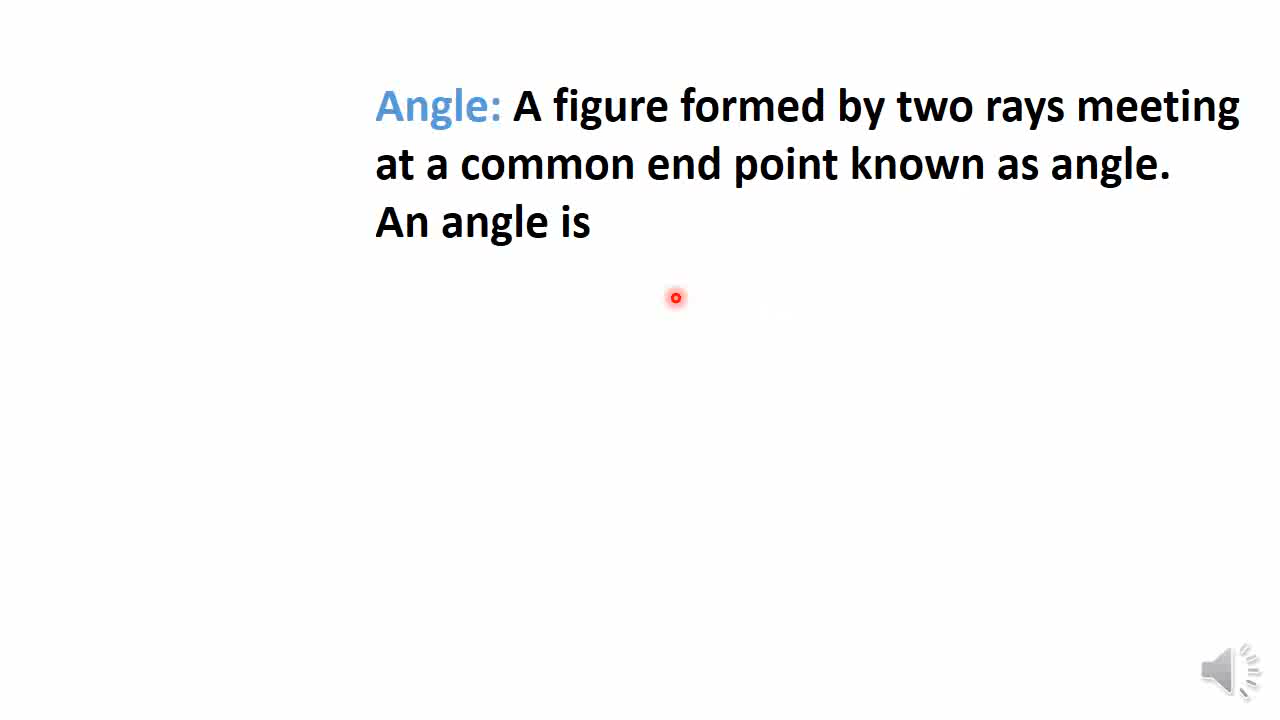 Angle: A figure formed by two rays meeting
at a common end point known as angle.
An angle is